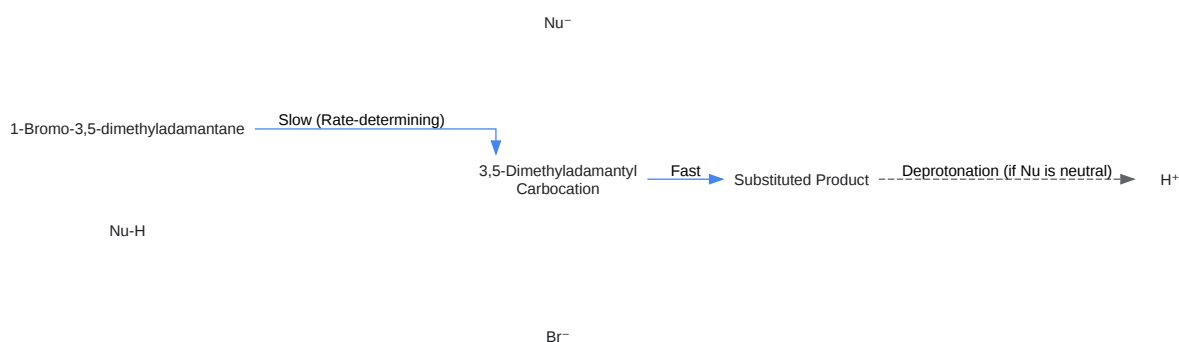 Nu⁻
Slow (Rate-determining)
1-Bromo-3,5-dimethyladamantane
3,5-Dimethyladamantyl
Carbocation
Fast
Substituted Product
Deprotonation (if Nu is neutral)
H⁺
Nu-H
Br⁻